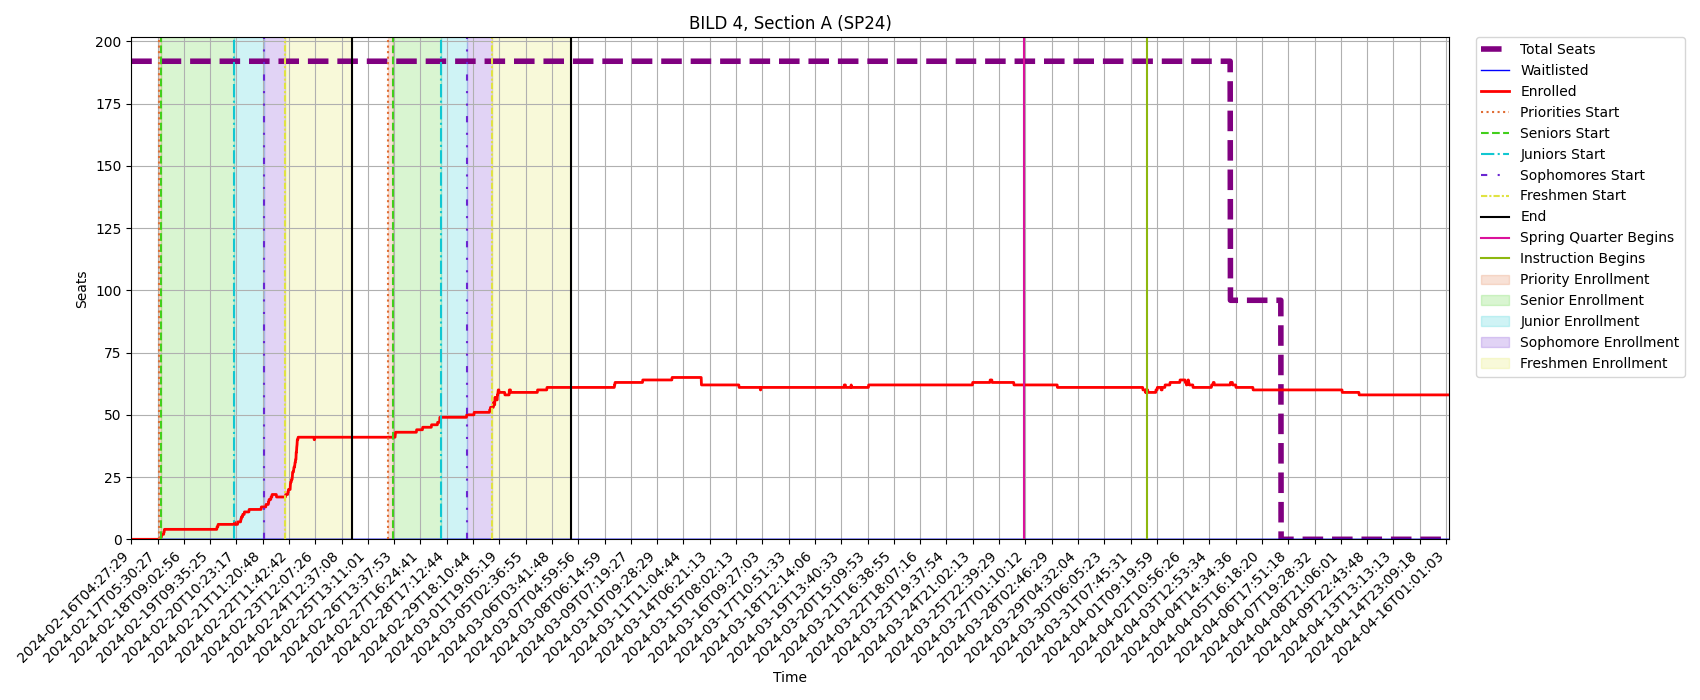 BILD 4, Section A (SP24)
Seats
200
175
150
125
100
75
50
25
0
2024-02-16T04:27:29
2024-02-17T05:30:27
2024-02-18T09:02:56
2024-02-19T09:35:25
2024-02-20T10:23:17
2024-02-21T11:20:48
2024-02-22T11:42:42
2024-02-23T12:07:26
2024-02-24T12:37:08
2024-02-25T13:11:01
2024-02-26T13:37:53
2024-02-27T16:24:41
2024-02-28T17:12:44
2024-02-29T18:10:44
2024-03-01T19:05:19
2024-03-05T02:36:55
2024-03-06T03:41:48
2024-03-07T04:59:56
2024-03-08T06:14:59
2024-03-09T07:19:27
2024-03-10T09:28:29
2024-03-11T11:04:44
2024-03-14T06:21:13
2024-03-15T08:02:13
2024-03-16T09:27:03
2024-03-17T10:51:33
2024-03-18T12:14:06
2024-03-19T13:40:33
2024-03-20T15:09:53
2024-03-21T16:38:55
2024-03-22T18:07:16
2024-03-23T19:37:54
2024-03-24T21:02:13
2024-03-25T22:39:29
2024-03-27T01:10:12
2024-03-28T02:46:29
2024-03-29T04:32:04
2024-03-30T06:05:23
2024-03-31T07:45:31
2024-04-01T09:19:59
2024-04-02T10:56:26
2024-04-03T12:53:34
2024-04-04T14:34:36
2024-04-05T16:18:20
2024-04-06T17:51:18
2024-04-07T19:28:32
2024-04-08T21:06:01
2024-04-09T22:43:48
2024-04-13T13:13:13
2024-04-14T23:09:18
2024-04-16T01:01:03
Time
Total Seats
Waitlisted
Enrolled
Priorities Start
Seniors Start
Juniors Start
Sophomores Start
Freshmen Start
End
Spring Quarter Begins
Instruction Begins
Priority Enrollment
Senior Enrollment
Junior Enrollment
Sophomore Enrollment
Freshmen Enrollment